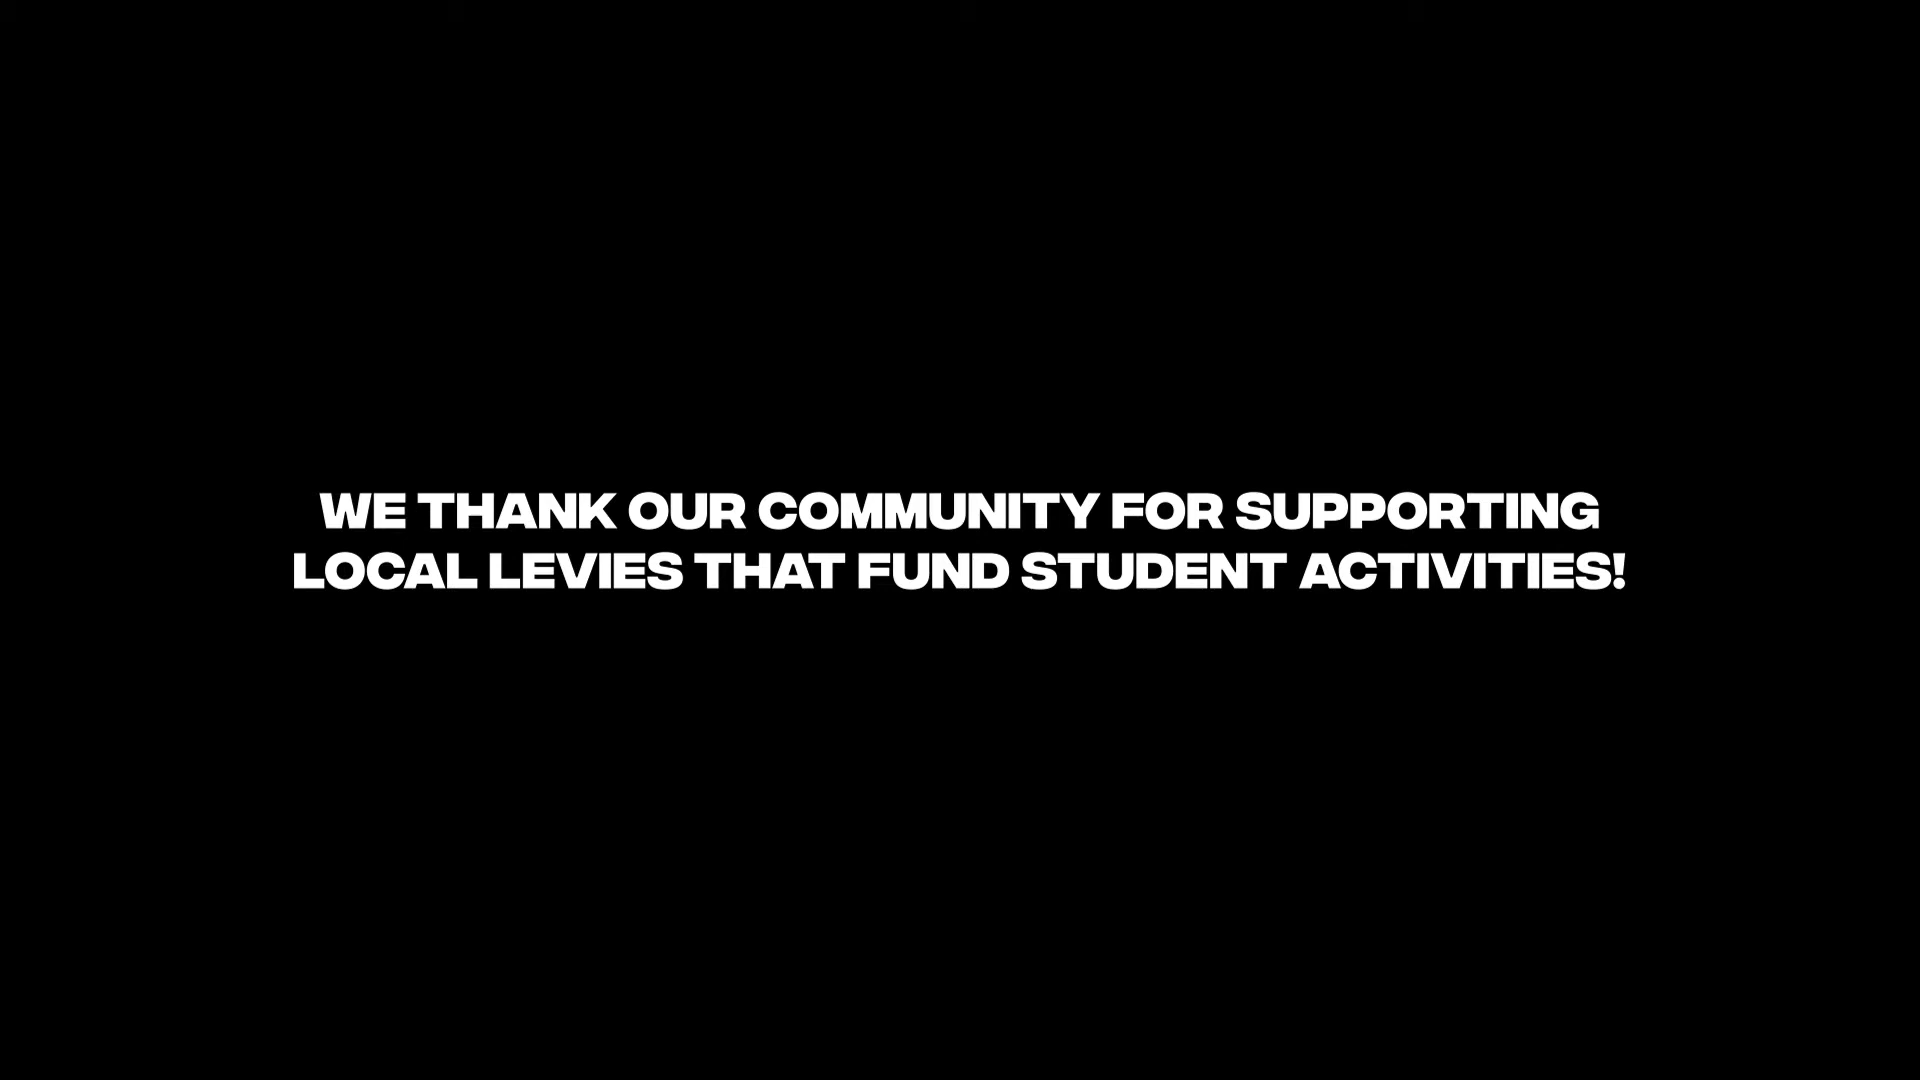 WE THANK OUR COMMUNITY FOR SUPPORTING
LOCAL LEVIES THAT FUND STUDENT ACTIVITIES!